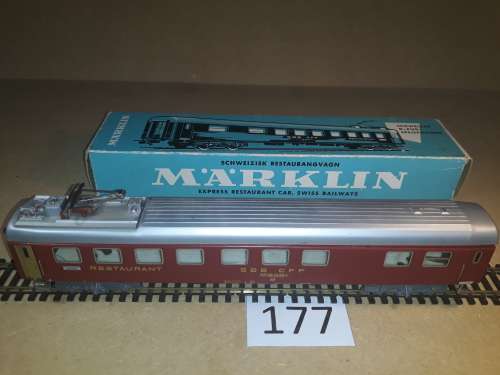 MÄRKLIN
SCHWEIZISK RESTAURANGVAGN
MÄRKLIN
EXPRESS RESTAURANT CAR, SWISS RAILWAYS
RESTAURANT
SBB CFF
177